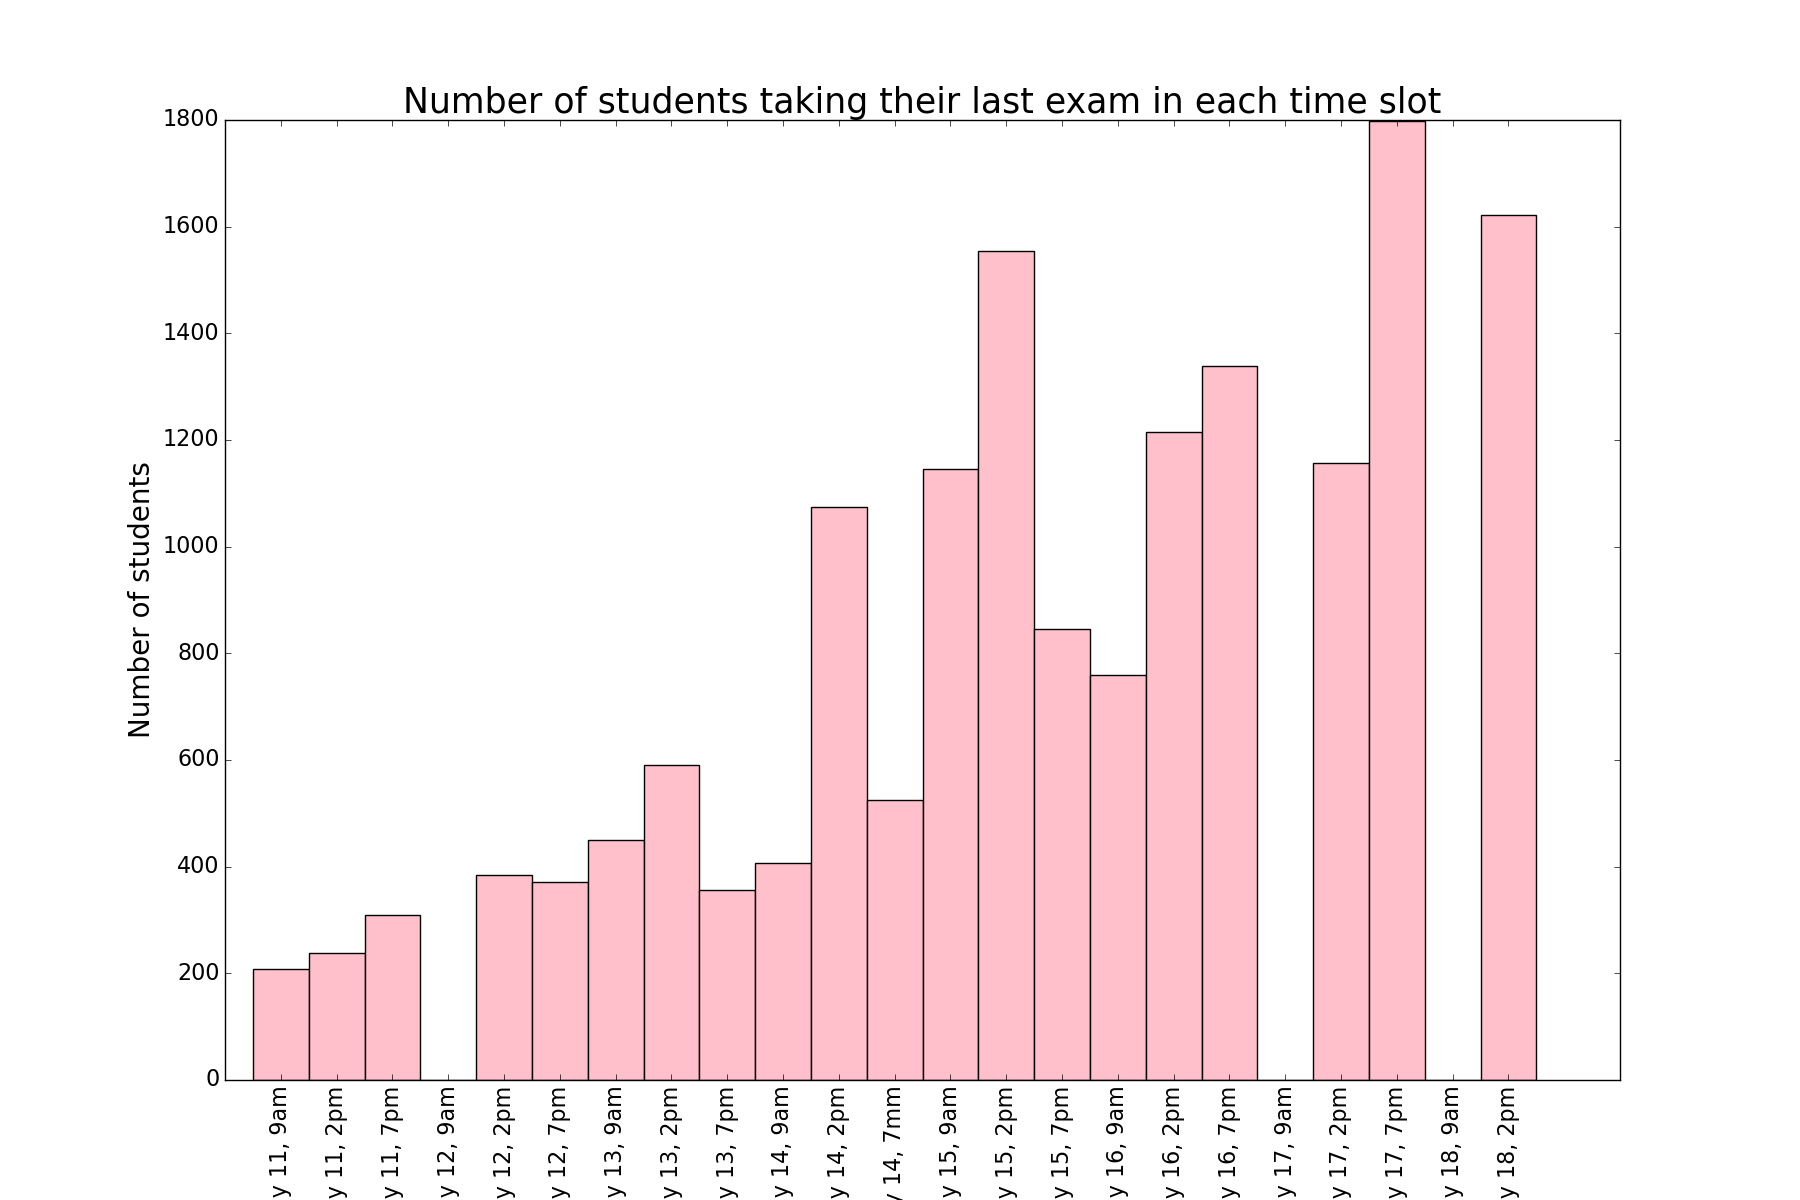 Number of students taking their last exam in each time slot
Number of students
1800
1600
1400
1200
1000
800
600
400
200
0
y 11, 9am
y 11, 2pm
y 11, 7pm
y 12, 9am
y 12, 2pm
y 12, 7pm
y 13, 9am
y 13, 2pm
y 13, 7pm
y 14, 9am
y 14, 2pm
y 14, 7mm
y 15, 9am
y 15, 2pm
y 15, 7pm
y 16, 9am
y 16, 2pm
y 16, 7pm
y 17, 9am
y 17, 2pm
y 17, 7pm
y 18, 9am
y 18, 2pm